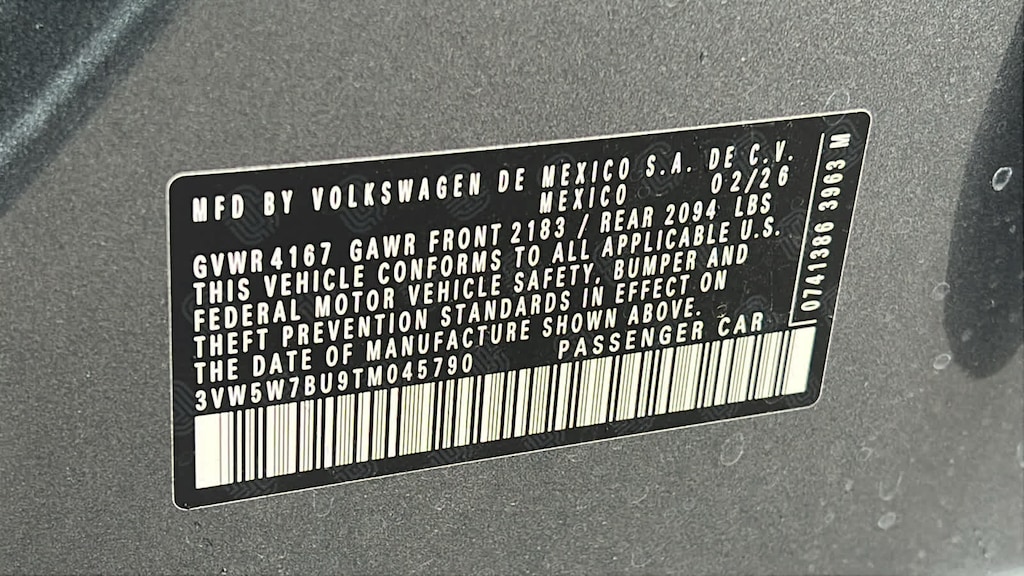 MFD BY VOLKSWAGEN DE MEXICO S.A. DE C.V.
MEXICO 02/26
GVWR 4167 GAWR FRONT 2183 / REAR 2094 LBS
THIS VEHICLE CONFORMS TO ALL APPLICABLE U.S.
FEDERAL MOTOR VEHICLE SAFETY, BUMPER AND
THEFT PREVENTION STANDARDS IN EFFECT ON
THE DATE OF MANUFACTURE SHOWN ABOVE.
3VW5W7BU9TM045790 PASSENGER CAR
0741386 3963 M